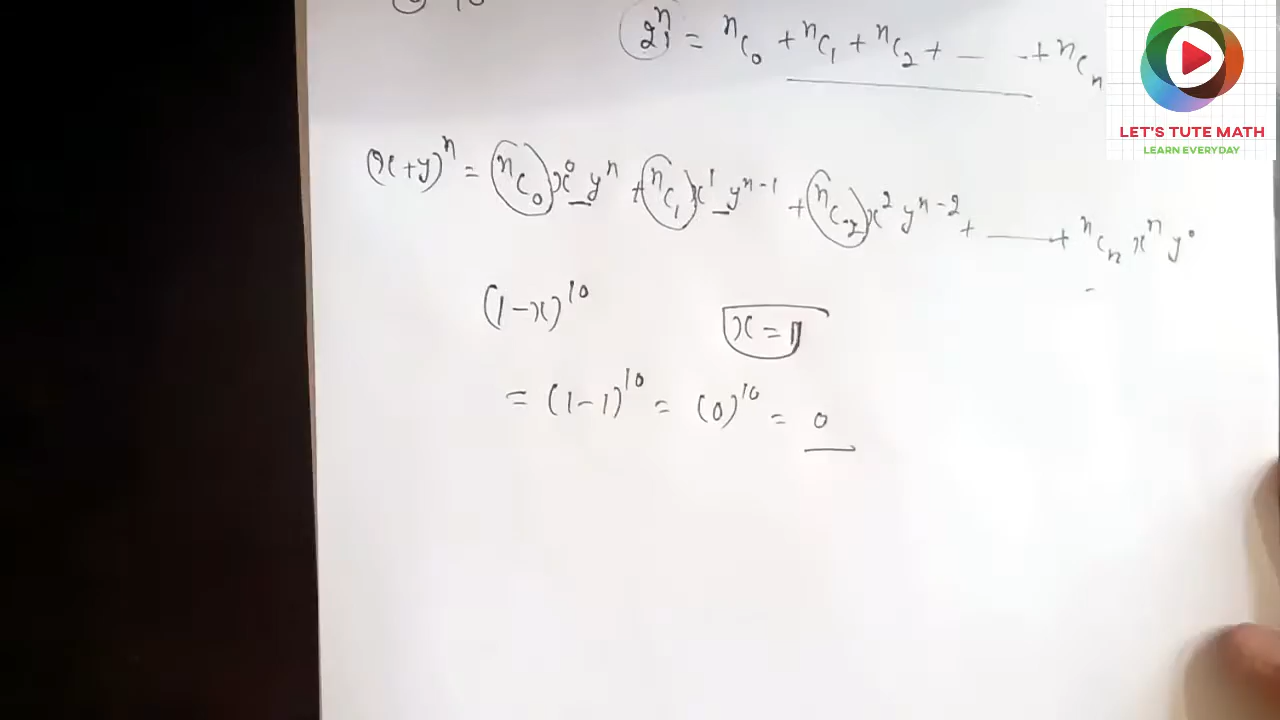 2ⁿ = ⁿC₀ + ⁿC₁ + ⁿC₂ + — - + ⁿCₙ
LET'S TUTE MATH
LEARN EVERYDAY
(x+y)ⁿ = ⁿC₀ x⁰ yⁿ + ⁿC₁ x¹ yⁿ⁻¹ + ⁿC₂ x² yⁿ⁻² + — + ⁿCₙ xⁿ y⁰
(1-x)¹⁰ x = 1
= (1-1)¹⁰ = (0)¹⁰ = 0